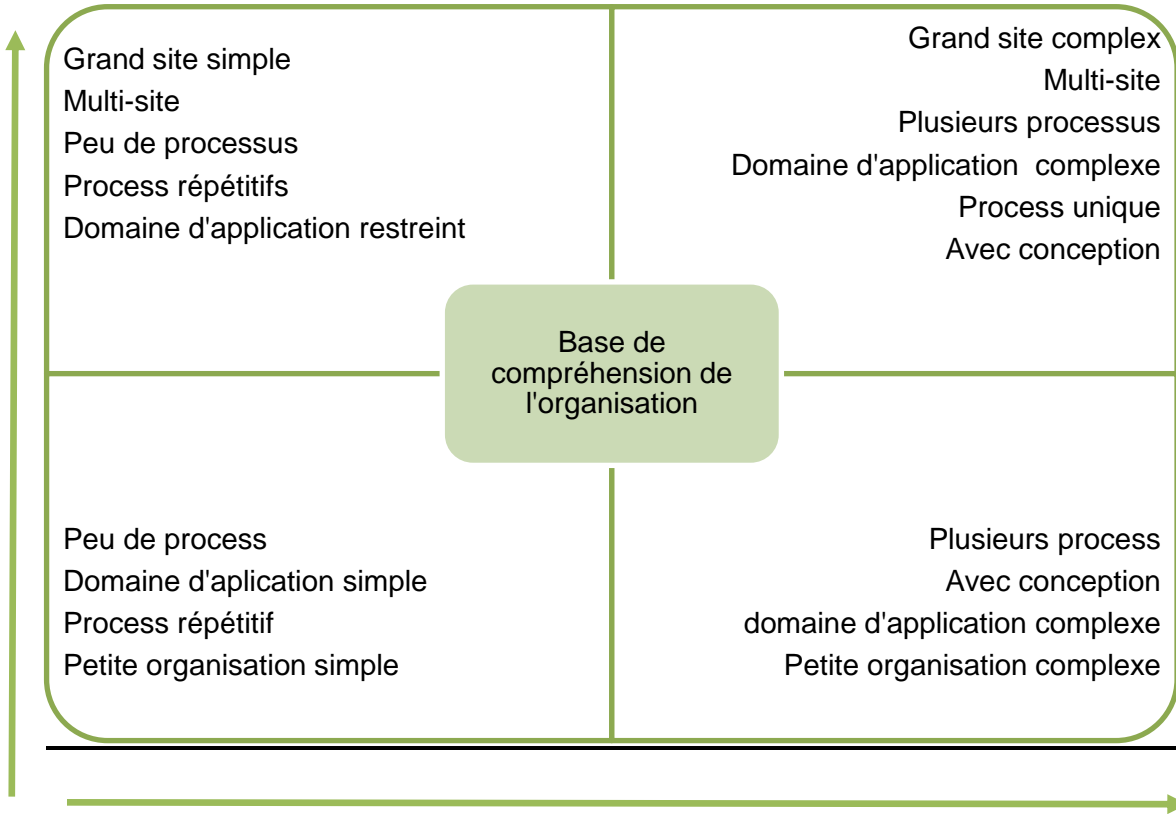 Grand site simple
Multi-site
Peu de processus
Process répétitifs
Domaine d'application restreint
Grand site complex
Multi-site
Plusieurs processus
Domaine d'application  complexe
Process unique
Avec conception
Base de
compréhension de
l'organisation
Peu de process
Domaine d'aplication simple
Process répétitif
Petite organisation simple
Plusieurs process
Avec conception
domaine d'application complexe
Petite organisation complexe